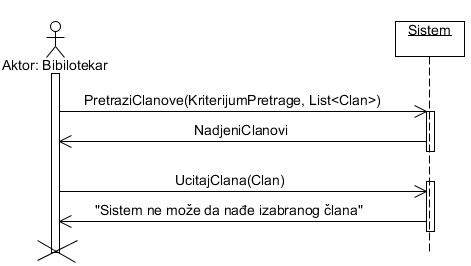 Sistem
Aktor: Bibilotekar
PretraziClanove(KriterijumPretrage, List<Clan>)
NadjeniClanovi
UcitajClana(Clan)
"Sistem ne može da nađe izabranog člana"